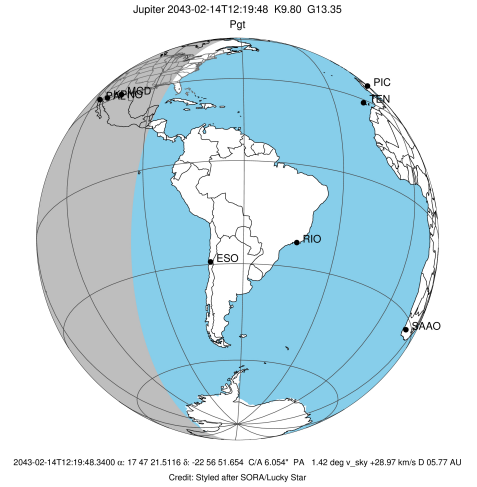 Jupiter 2043-02-14T12:19:48 K9.80 G13.35
Pgt
PIC
TEN
MCD
RIO
ESO
SAAO
2043-02-14T12:19:48.3400 α: 17 47 21.5116 δ: -22 56 51.654 C/A 6.054" PA 1.42 deg v_sky +28.97 km/s D 05.77 AU
Credit: Styled after SORA/Lucky Star